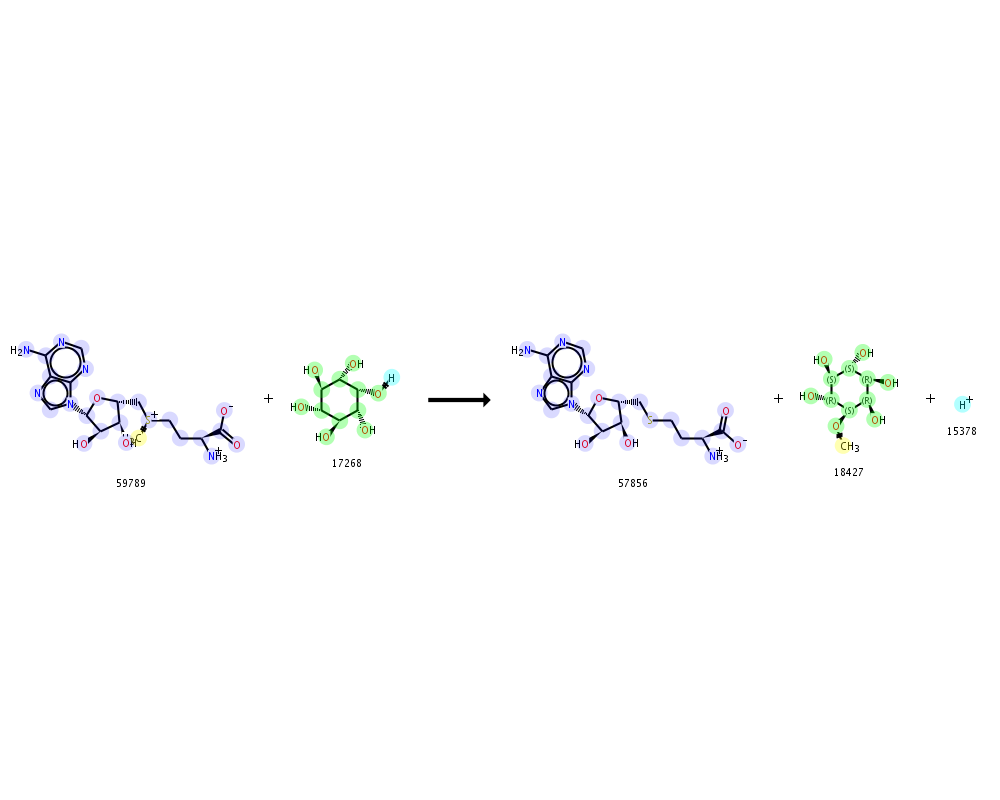 H2N N N N N O S+ H3C HO OH O- O NH3+
59789
+
HO OH HO O H HO OH
17268
H2N N N N N O S HO OH O O- NH3+
57856
+
HO OH (S) (S) (R) OH HO (R) (R) (S) OH O CH3
18427
+
H+
15378